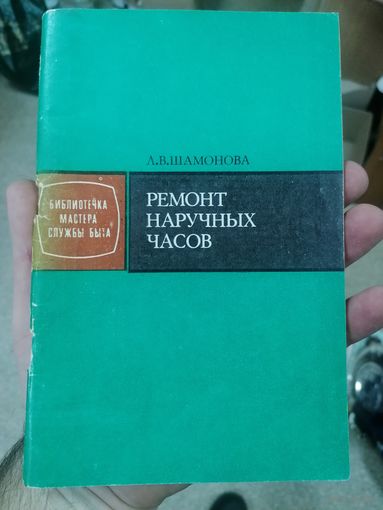 Л.В.ШАМОНОВА
БИБЛИОТЕЧКА
МАСТЕРА
СЛУЖБЫ БЫТА
РЕМОНТ
НАРУЧНЫХ
ЧАСОВ